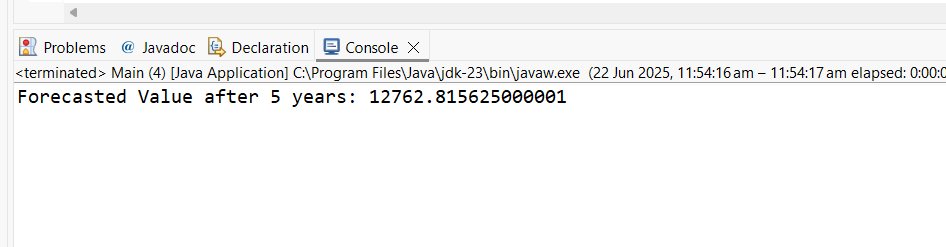 Problems @ Javadoc Declaration Console
<terminated> Main (4) [Java Application] C:\Program Files\Java\jdk-23\bin\javaw.exe (22 Jun 2025, 11:54:16 am – 11:54:17 am elapsed: 0:00:0
Forecasted Value after 5 years: 12762.815625000001